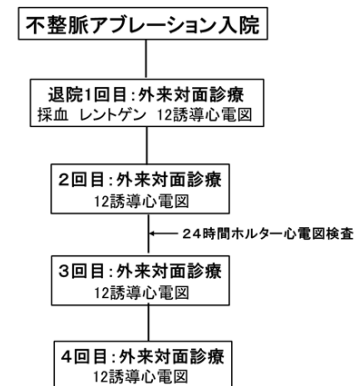 不整脈アブレーション入院
退院1回目：外来対面診療
採血 レントゲン 12誘導心電図
2回目：外来対面診療
12誘導心電図
24時間ホルター心電図検査
3回目：外来対面診療
12誘導心電図
4回目：外来対面診療
12誘導心電図